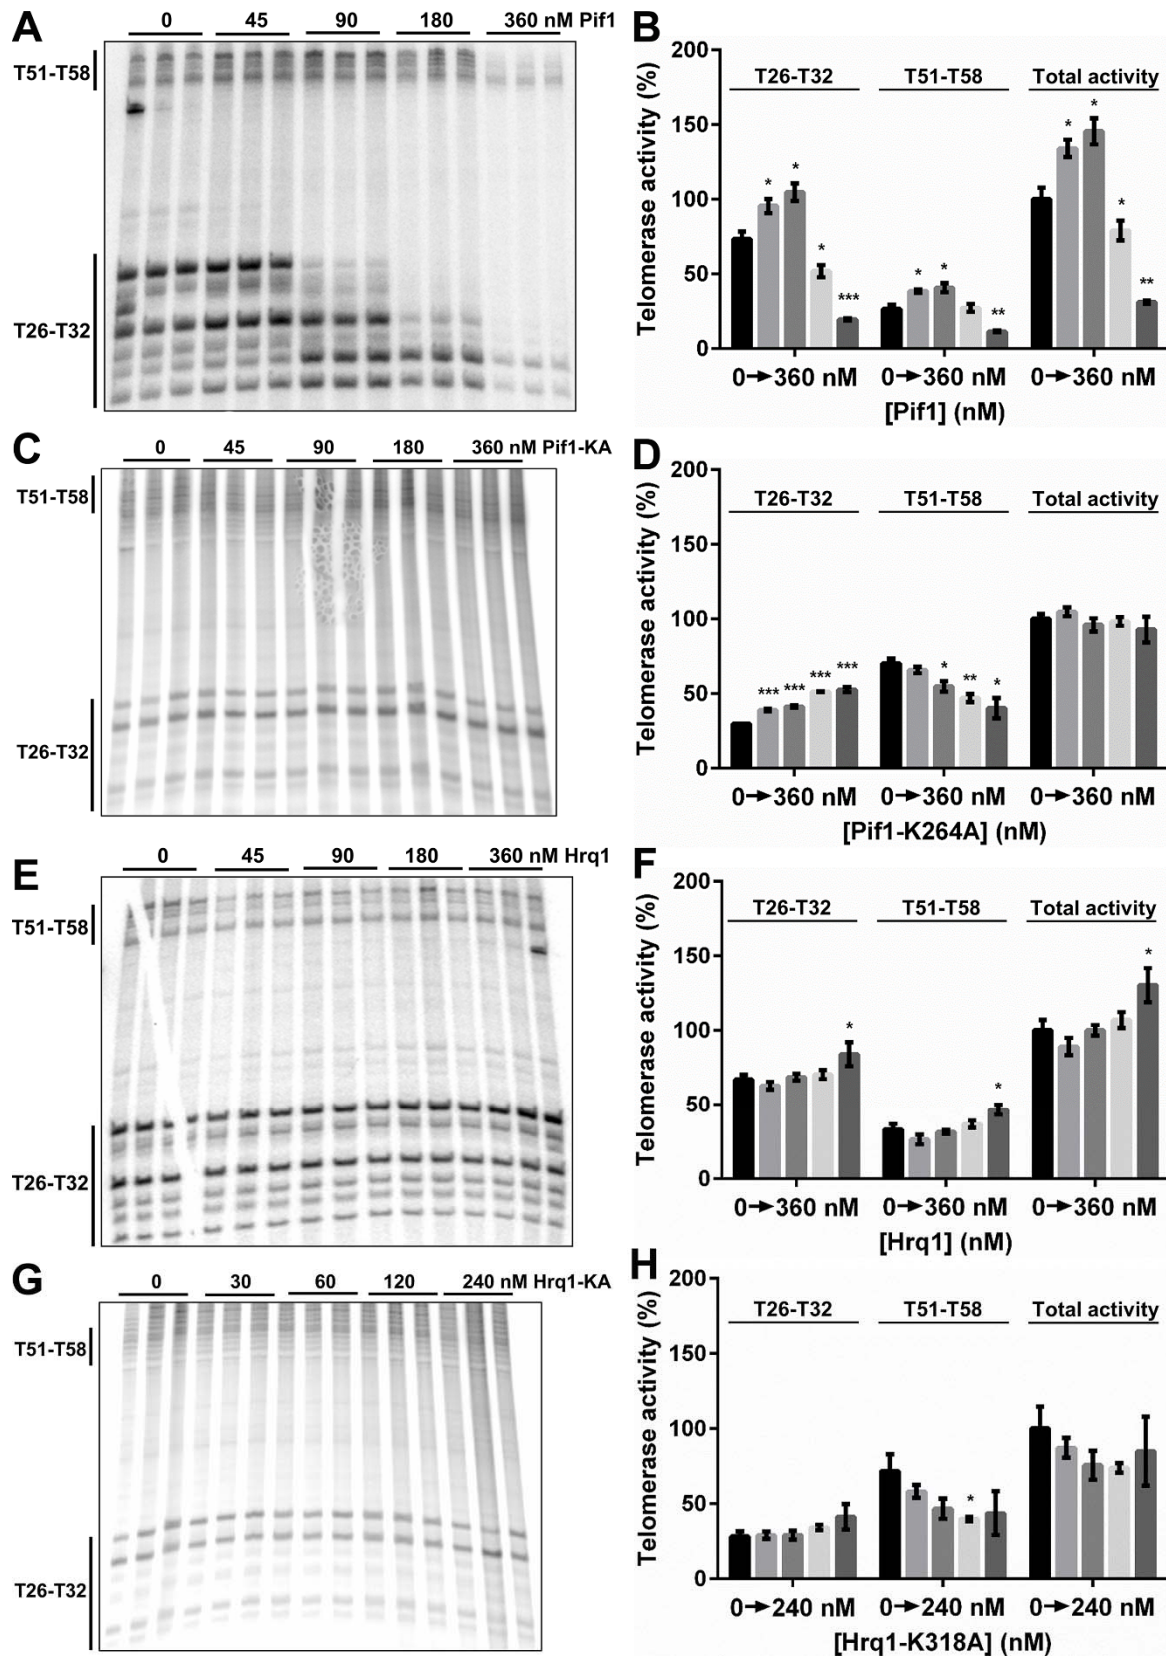 A
0 45 90 180 360 nM Pif1
T51-T58
T26-T32
B
Telomerase activity (%)
200
150
100
50
0
T26-T32 T51-T58 Total activity
* * * ***
* * **
* * * **
0→360 nM 0→360 nM 0→360 nM
[Pif1] (nM)
C
0 45 90 180 360 nM Pif1-KA
T51-T58
T26-T32
D
Telomerase activity (%)
200
150
100
50
0
T26-T32 T51-T58 Total activity
*** *** *** ***
* ** *
0→360 nM 0→360 nM 0→360 nM
[Pif1-K264A] (nM)
E
0 45 90 180 360 nM Hrq1
T51-T58
T26-T32
F
Telomerase activity (%)
200
150
100
50
0
T26-T32 T51-T58 Total activity
* * *
0→360 nM 0→360 nM 0→360 nM
[Hrq1] (nM)
G
0 30 60 120 240 nM Hrq1-KA
T51-T58
T26-T32
H
Telomerase activity (%)
200
150
100
50
0
T26-T32 T51-T58 Total activity
*
0→240 nM 0→240 nM 0→240 nM
[Hrq1-K318A] (nM)